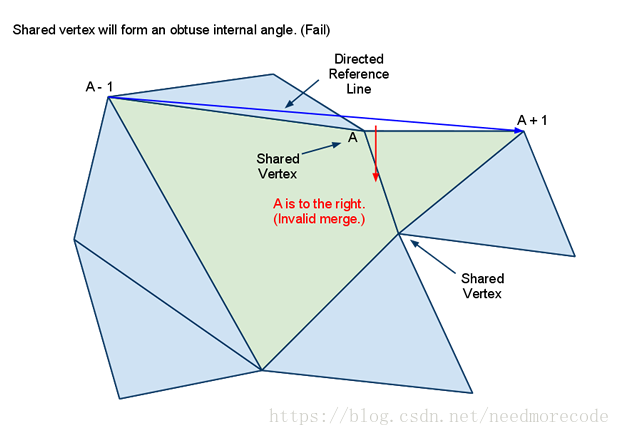 Shared vertex will form an obtuse internal angle. (Fail)
Directed
Reference
Line
A - 1
A + 1
A
Shared
Vertex
A is to the right.
(Invalid merge.)
Shared
Vertex
https://blog.csdn.net/needmorecode